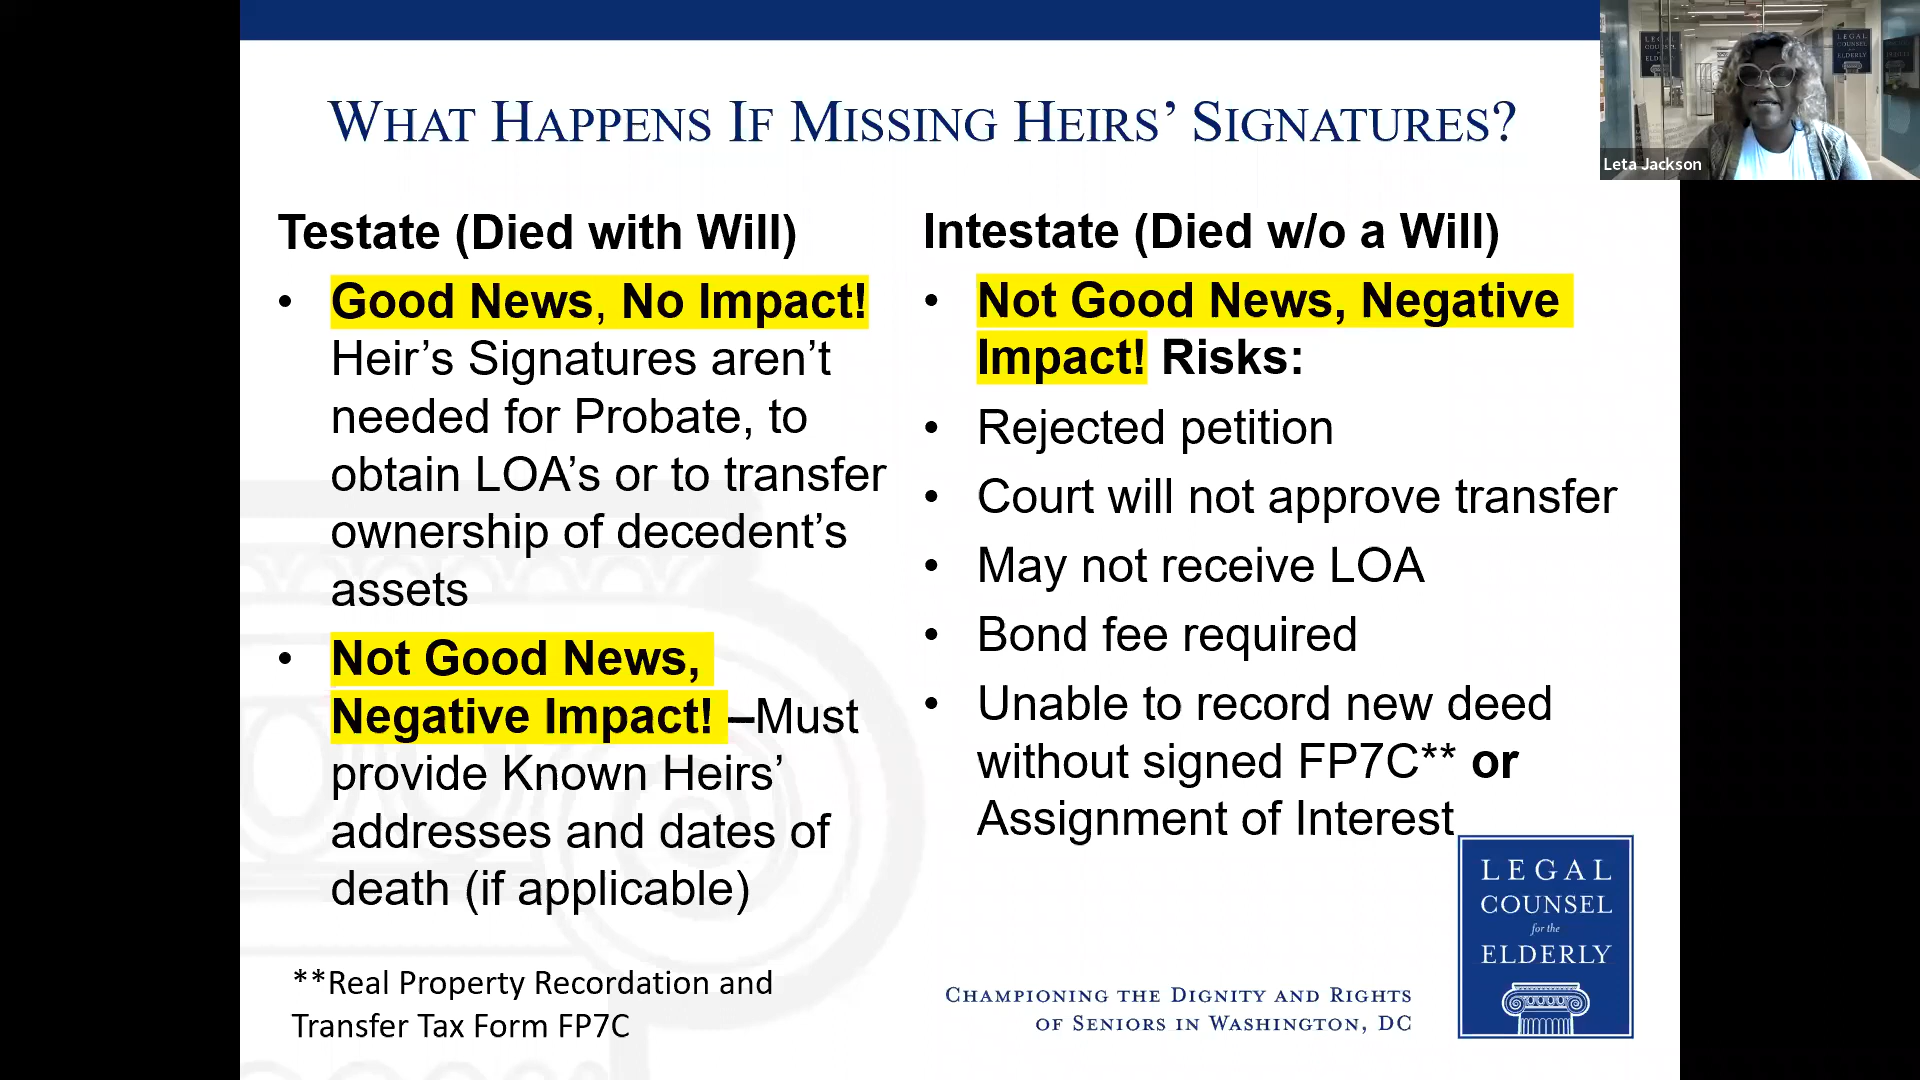 WHAT HAPPENS IF MISSING HEIRS' SIGNATURES?
Testate (Died with Will)
• Good News, No Impact!
Heir's Signatures aren't
needed for Probate, to
obtain LOA's or to transfer
ownership of decedent's
assets
• Not Good News,
Negative Impact! –Must
provide Known Heirs'
addresses and dates of
death (if applicable)
**Real Property Recordation and
Transfer Tax Form FP7C
Intestate (Died w/o a Will)
• Not Good News, Negative
Impact! Risks:
• Rejected petition
• Court will not approve transfer
• May not receive LOA
• Bond fee required
• Unable to record new deed
without signed FP7C** or
Assignment of Interest
CHAMPIONING THE DIGNITY AND RIGHTS
OF SENIORS IN WASHINGTON, DC
LEGAL
COUNSEL
for the
ELDERLY
LEGAL
COUNSEL
ELDERLY
Leta Jackson